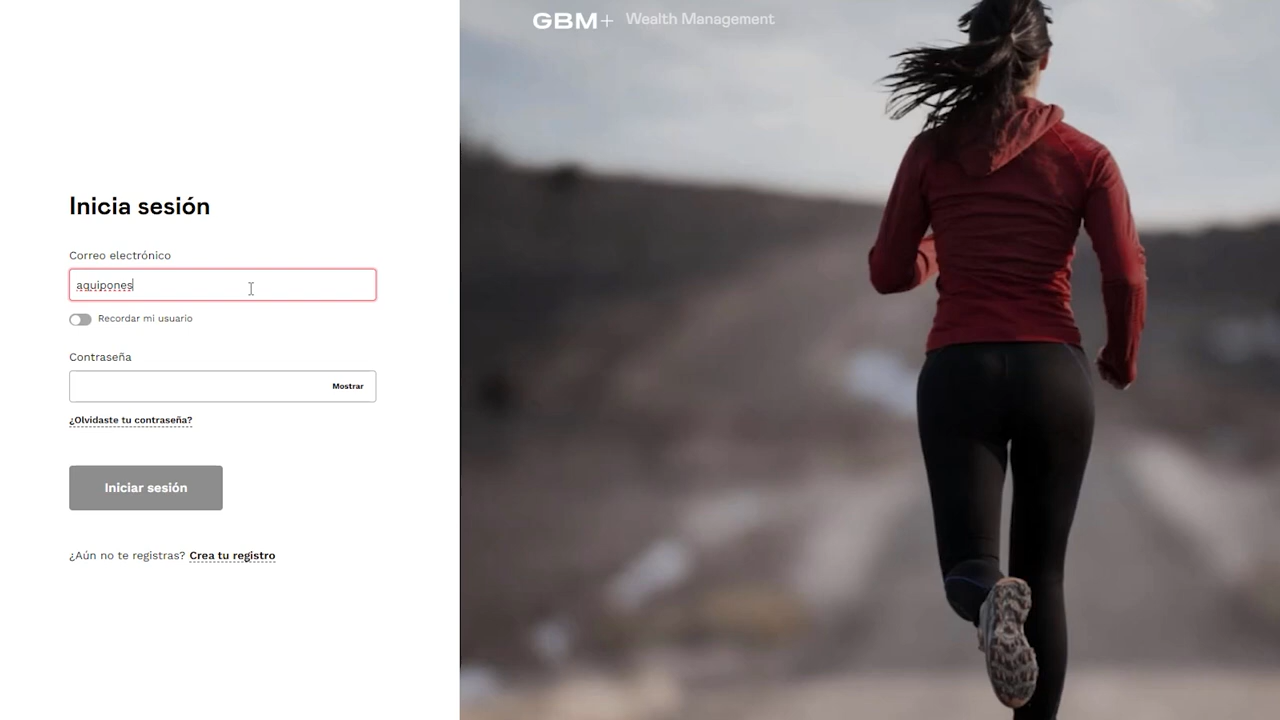 GBM+ Wealth Management
Inicia sesión
Correo electrónico
aquipones
Recordar mi usuario
Contraseña
Mostrar
¿Olvidaste tu contraseña?
Iniciar sesión
¿Aún no te registras? Crea tu registro